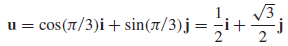 u = cos(π/3)i + sin(π/3)j = 1/2 i + √3/2 j